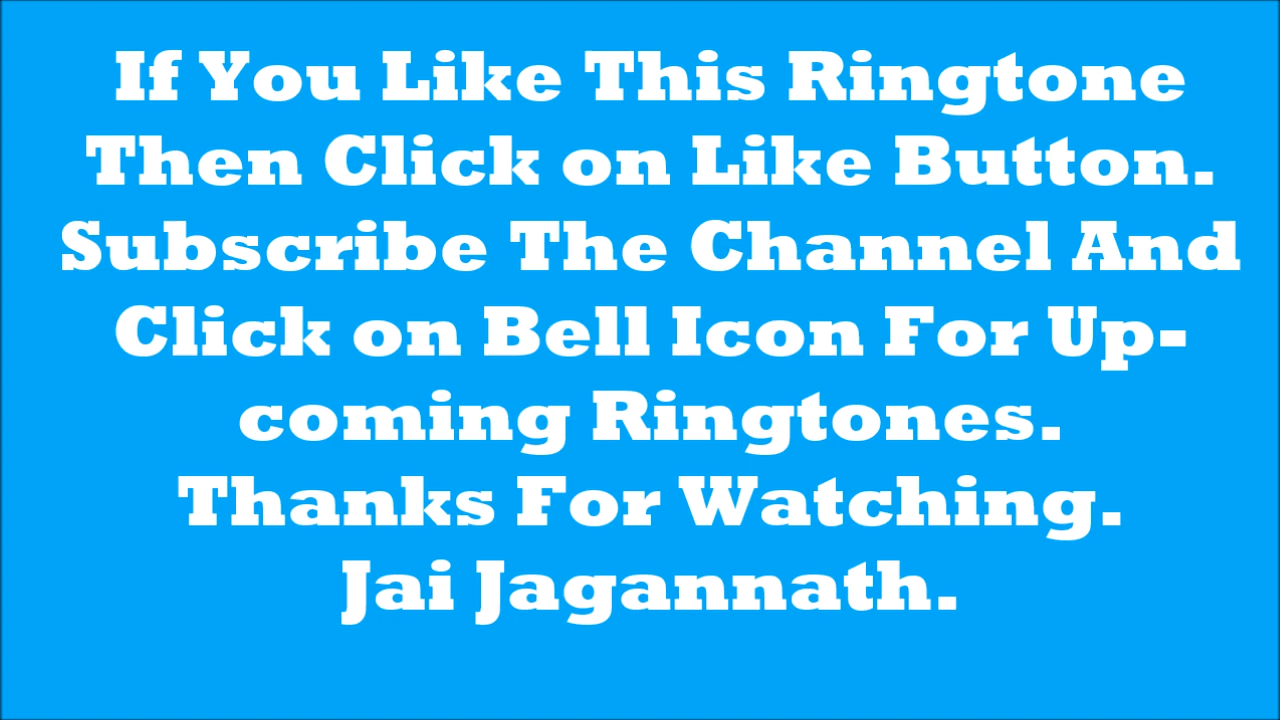 If You Like This Ringtone
Then Click on Like Button.
Subscribe The Channel And
Click on Bell Icon For Up-
coming Ringtones.
Thanks For Watching.
Jai Jagannath.